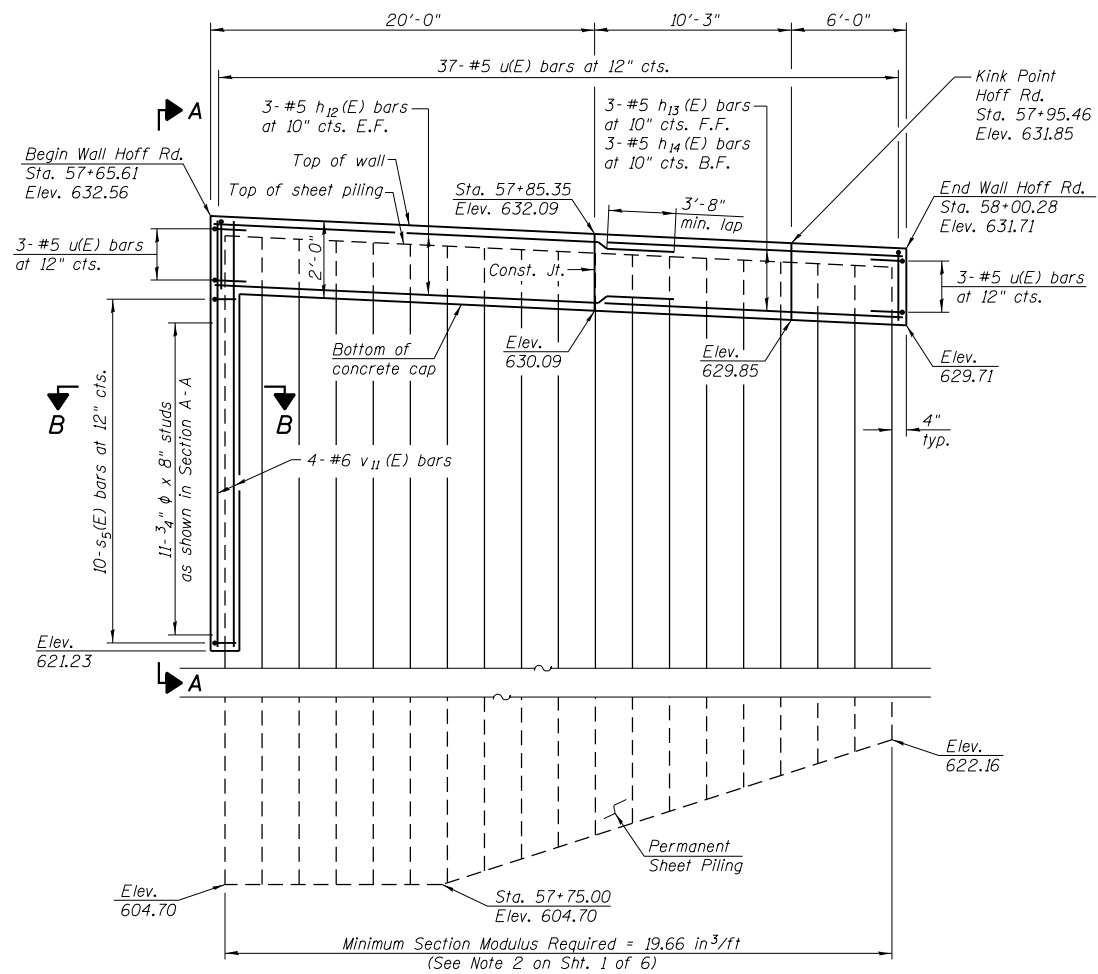 20'-0"
10'-3"
6'-0"
37- #5 u(E) bars at 12" cts.
Kink Point
Hoff Rd.
Sta. 57+95.46
Elev. 631.85
A
3- #5 h12(E) bars
at 10" cts. E.F.
3- #5 h13(E) bars
at 10" cts. F.F.
3- #5 h14(E) bars
at 10" cts. B.F.
Begin Wall Hoff Rd.
Sta. 57+65.61
Elev. 632.56
Top of wall
Top of sheet piling
Sta. 57+85.35
Elev. 632.09
3'-8"
min. lap
End Wall Hoff Rd.
Sta. 58+00.28
Elev. 631.71
3- #5 u(E) bars
at 12" cts.
2'-0"
Const. Jt.
3- #5 u(E) bars
at 12" cts.
Bottom of
concrete cap
Elev.
630.09
Elev.
629.85
Elev.
629.71
B
B
4"
typ.
10-s5(E) bars at 12" cts.
11-3/4" ϕ x 8" studs
as shown in Section A-A
4- #6 v11(E) bars
Elev.
621.23
A
Elev.
622.16
Permanent
Sheet Piling
Elev.
604.70
Sta. 57+75.00
Elev. 604.70
Minimum Section Modulus Required = 19.66 in³/ft
(See Note 2 on Sht. 1 of 6)